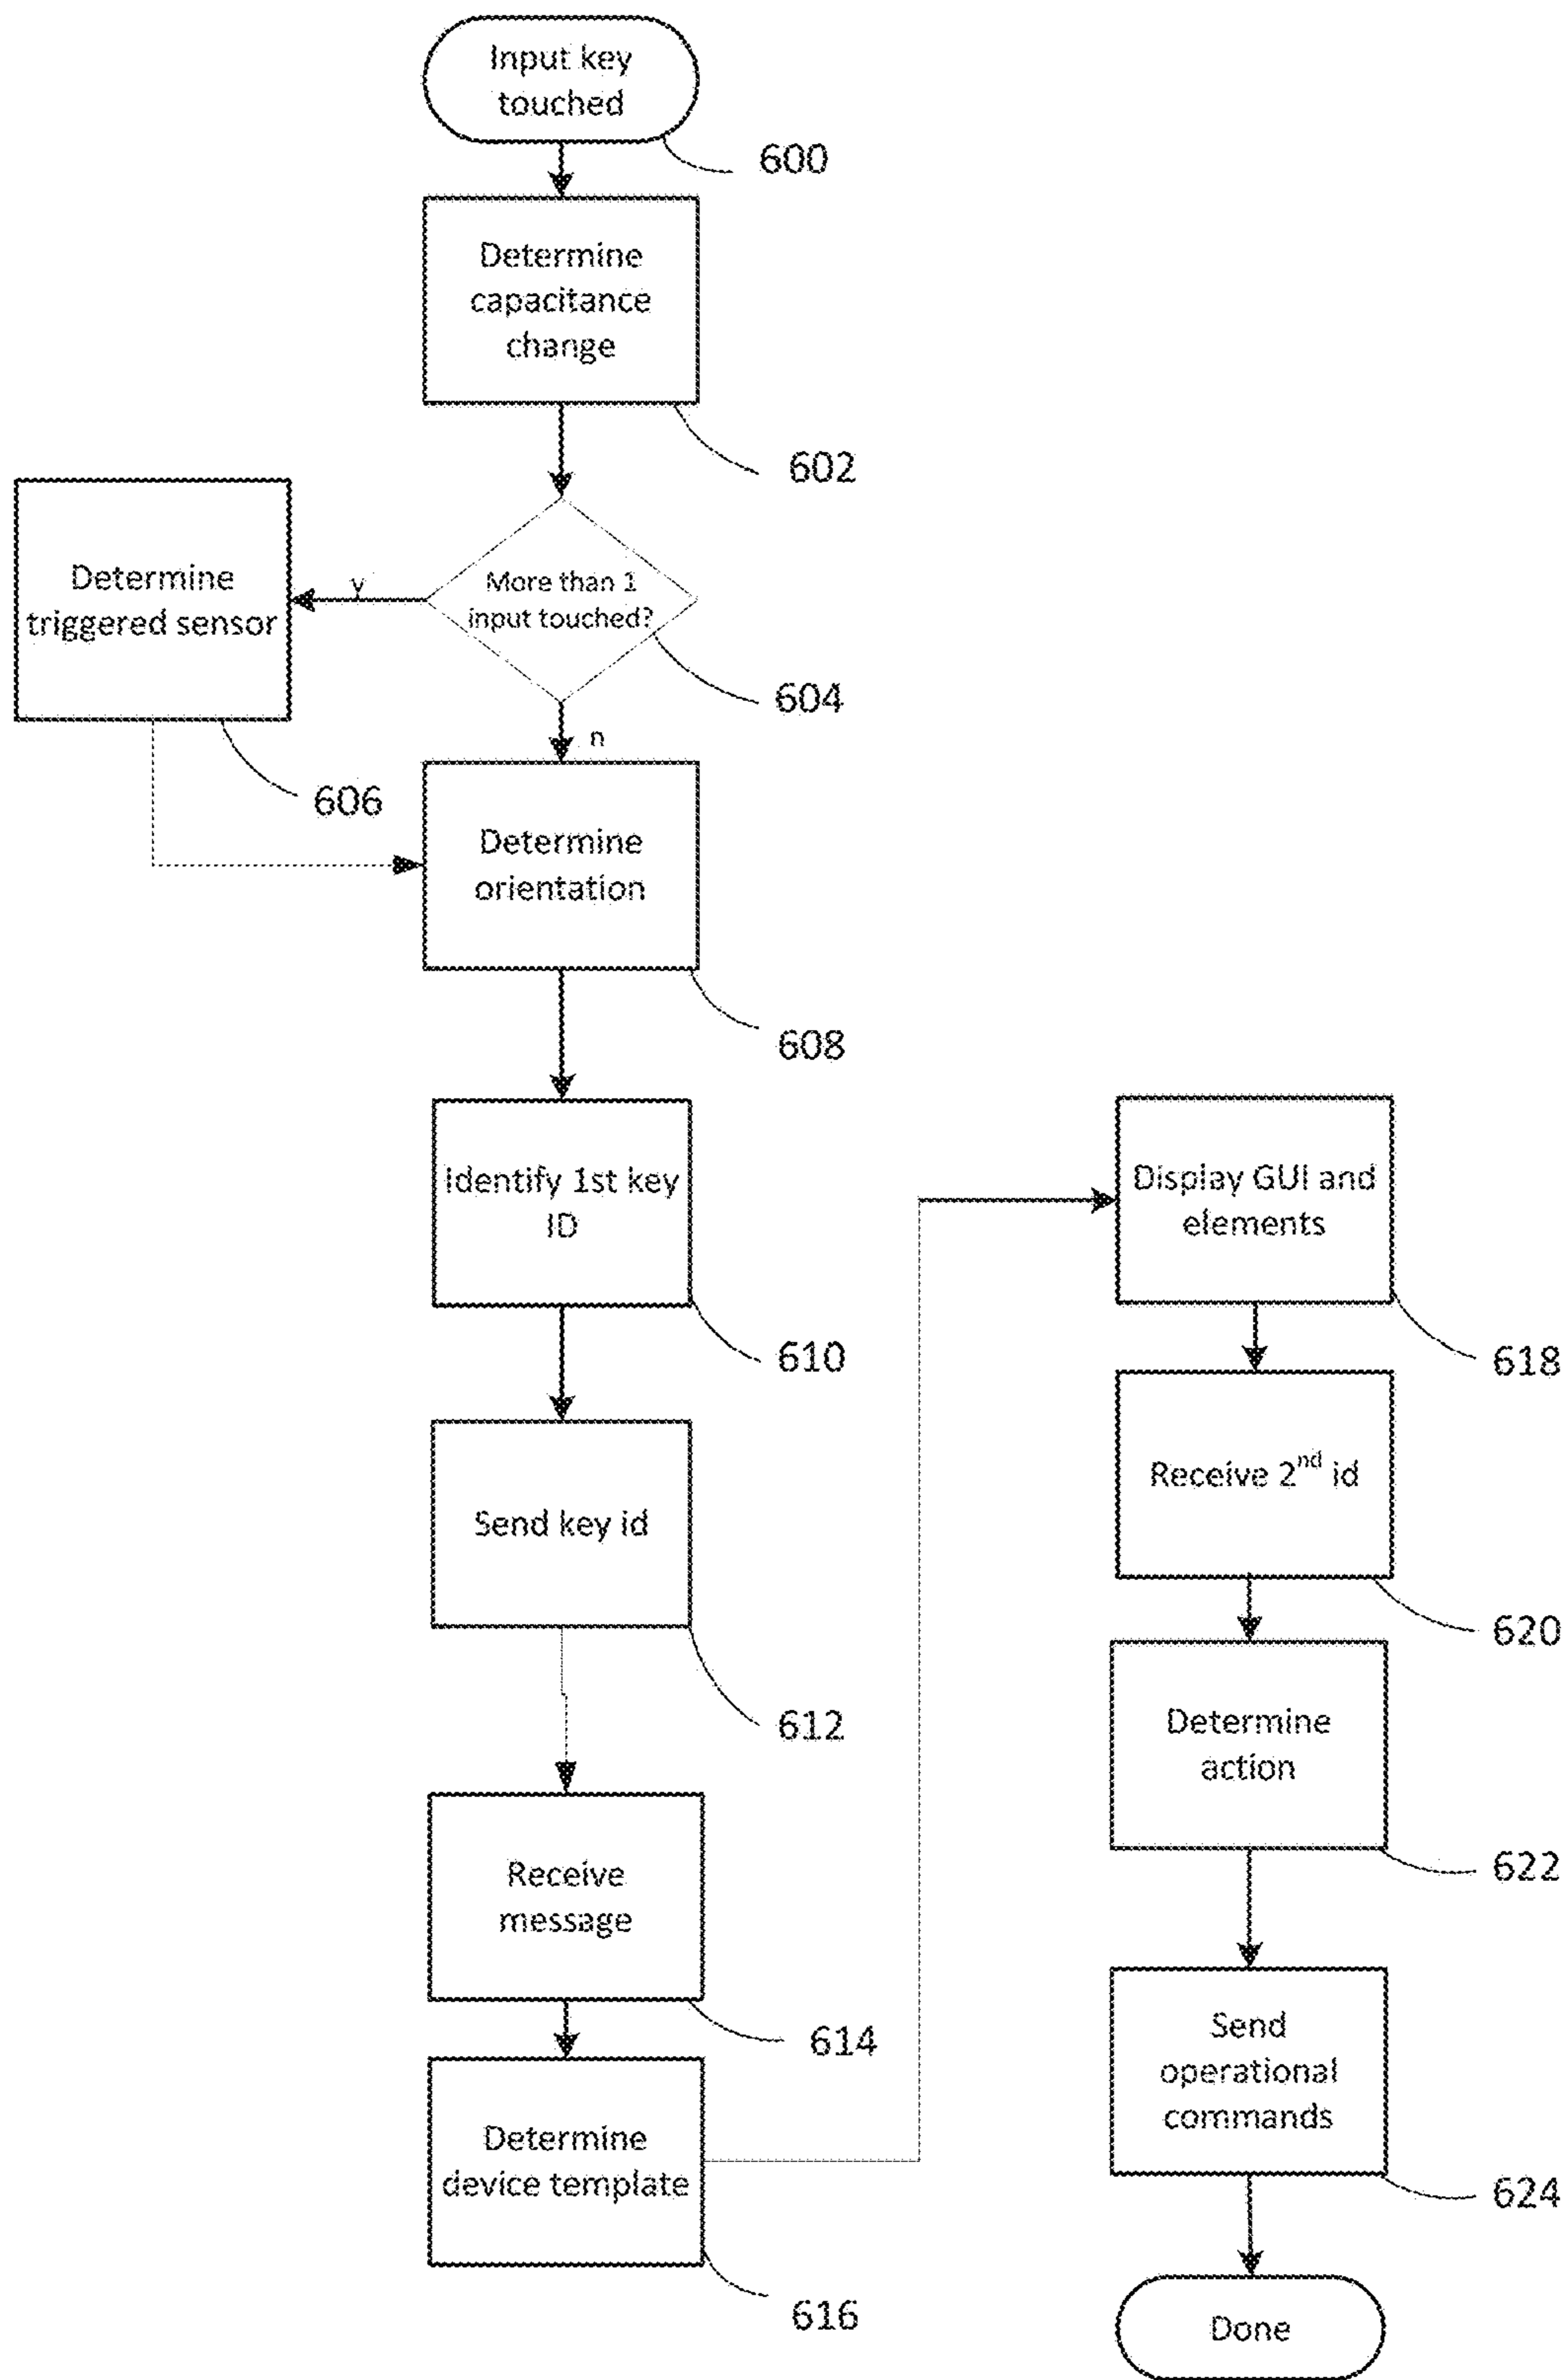 Input key
touched
600
Determine
capacitance
change
602
More than 1
input touched?
604
y
Determine
triggered sensor
606
n
Determine
orientation
608
Identify 1st key
ID
610
Send key id
612
Receive
message
614
Determine
device template
616
Display GUI and
elements
618
Receive 2nd id
620
Determine
action
622
Send
operational
commands
624
Done